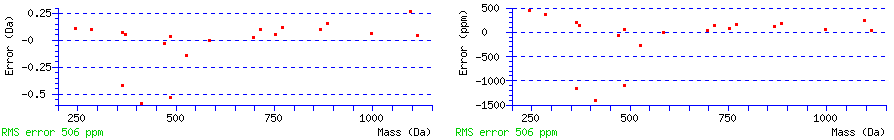 0.25
-0
-0.25
-0.5
Error (Da)
250
500
750
1000
RMS error 506 ppm
Mass (Da)
500
0
-500
-1000
-1500
Error (ppm)
250
500
750
1000
RMS error 506 ppm
Mass (Da)